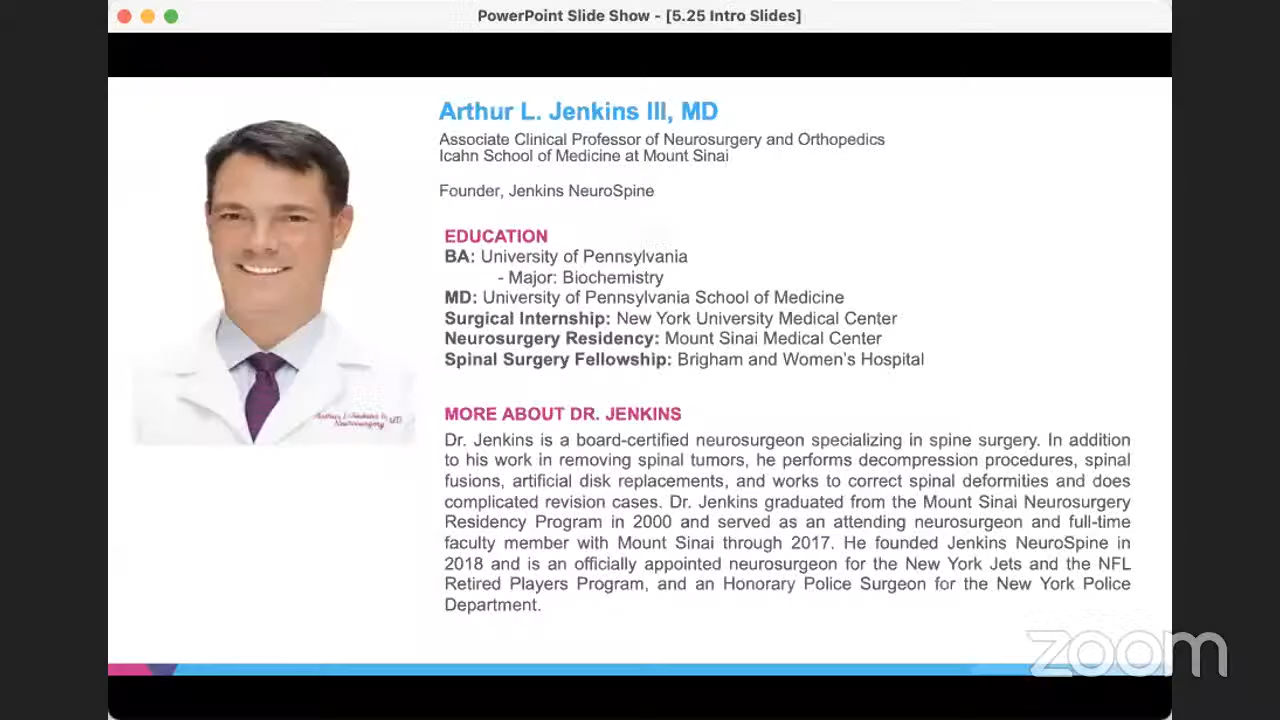 PowerPoint Slide Show - [5.25 Intro Slides]
Arthur L. Jenkins III, MD
Associate Clinical Professor of Neurosurgery and Orthopedics
Icahn School of Medicine at Mount Sinai
Founder, Jenkins NeuroSpine
EDUCATION
BA: University of Pennsylvania
- Major: Biochemistry
MD: University of Pennsylvania School of Medicine
Surgical Internship: New York University Medical Center
Neurosurgery Residency: Mount Sinai Medical Center
Spinal Surgery Fellowship: Brigham and Women's Hospital
MORE ABOUT DR. JENKINS
Dr. Jenkins is a board-certified neurosurgeon specializing in spine surgery. In addition
to his work in removing spinal tumors, he performs decompression procedures, spinal
fusions, artificial disk replacements, and works to correct spinal deformities and does
complicated revision cases. Dr. Jenkins graduated from the Mount Sinai Neurosurgery
Residency Program in 2000 and served as an attending neurosurgeon and full-time
faculty member with Mount Sinai through 2017. He founded Jenkins NeuroSpine in
2018 and is an officially appointed neurosurgeon for the New York Jets and the NFL
Retired Players Program, and an Honorary Police Surgeon for the New York Police
Department.
Neurosurgery
zoom